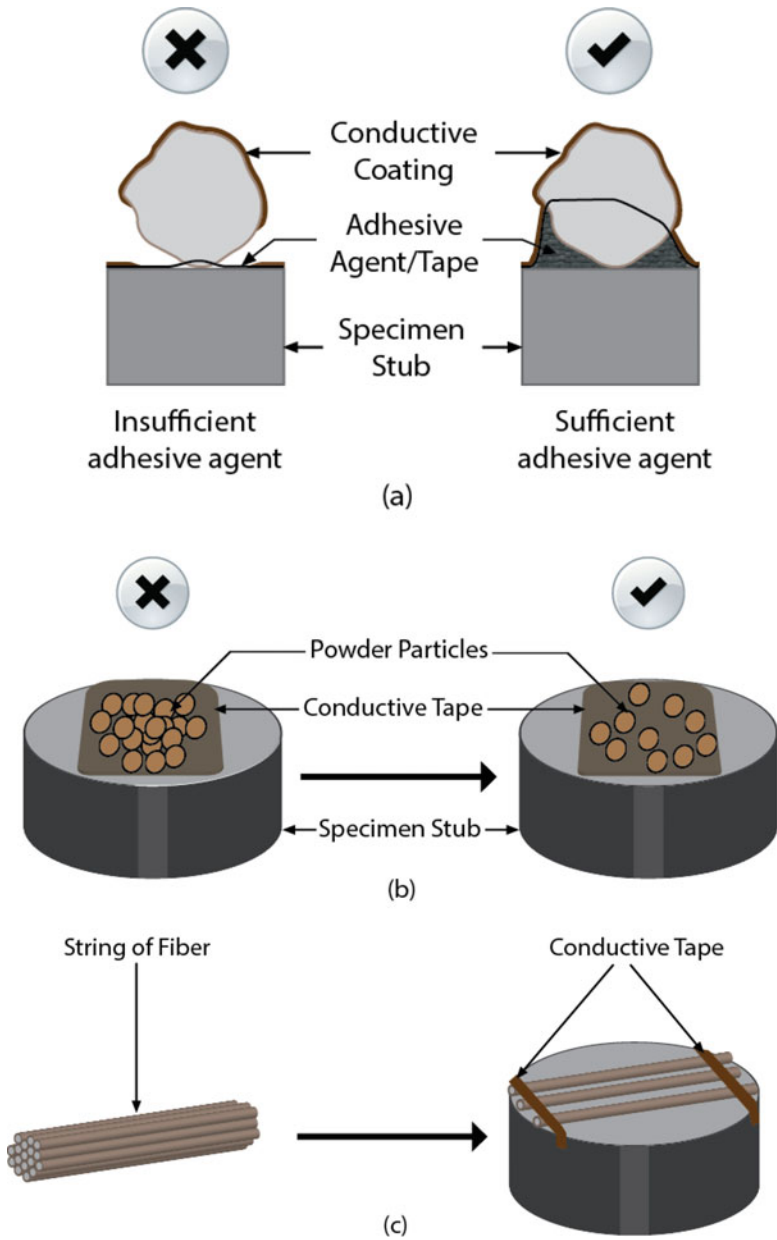 Conductive
Coating
Adhesive
Agent/Tape
Specimen
Stub
Insufficient
adhesive agent
Sufficient
adhesive agent
(a)
Powder Particles
Conductive Tape
Specimen Stub
(b)
String of Fiber
Conductive Tape
(c)